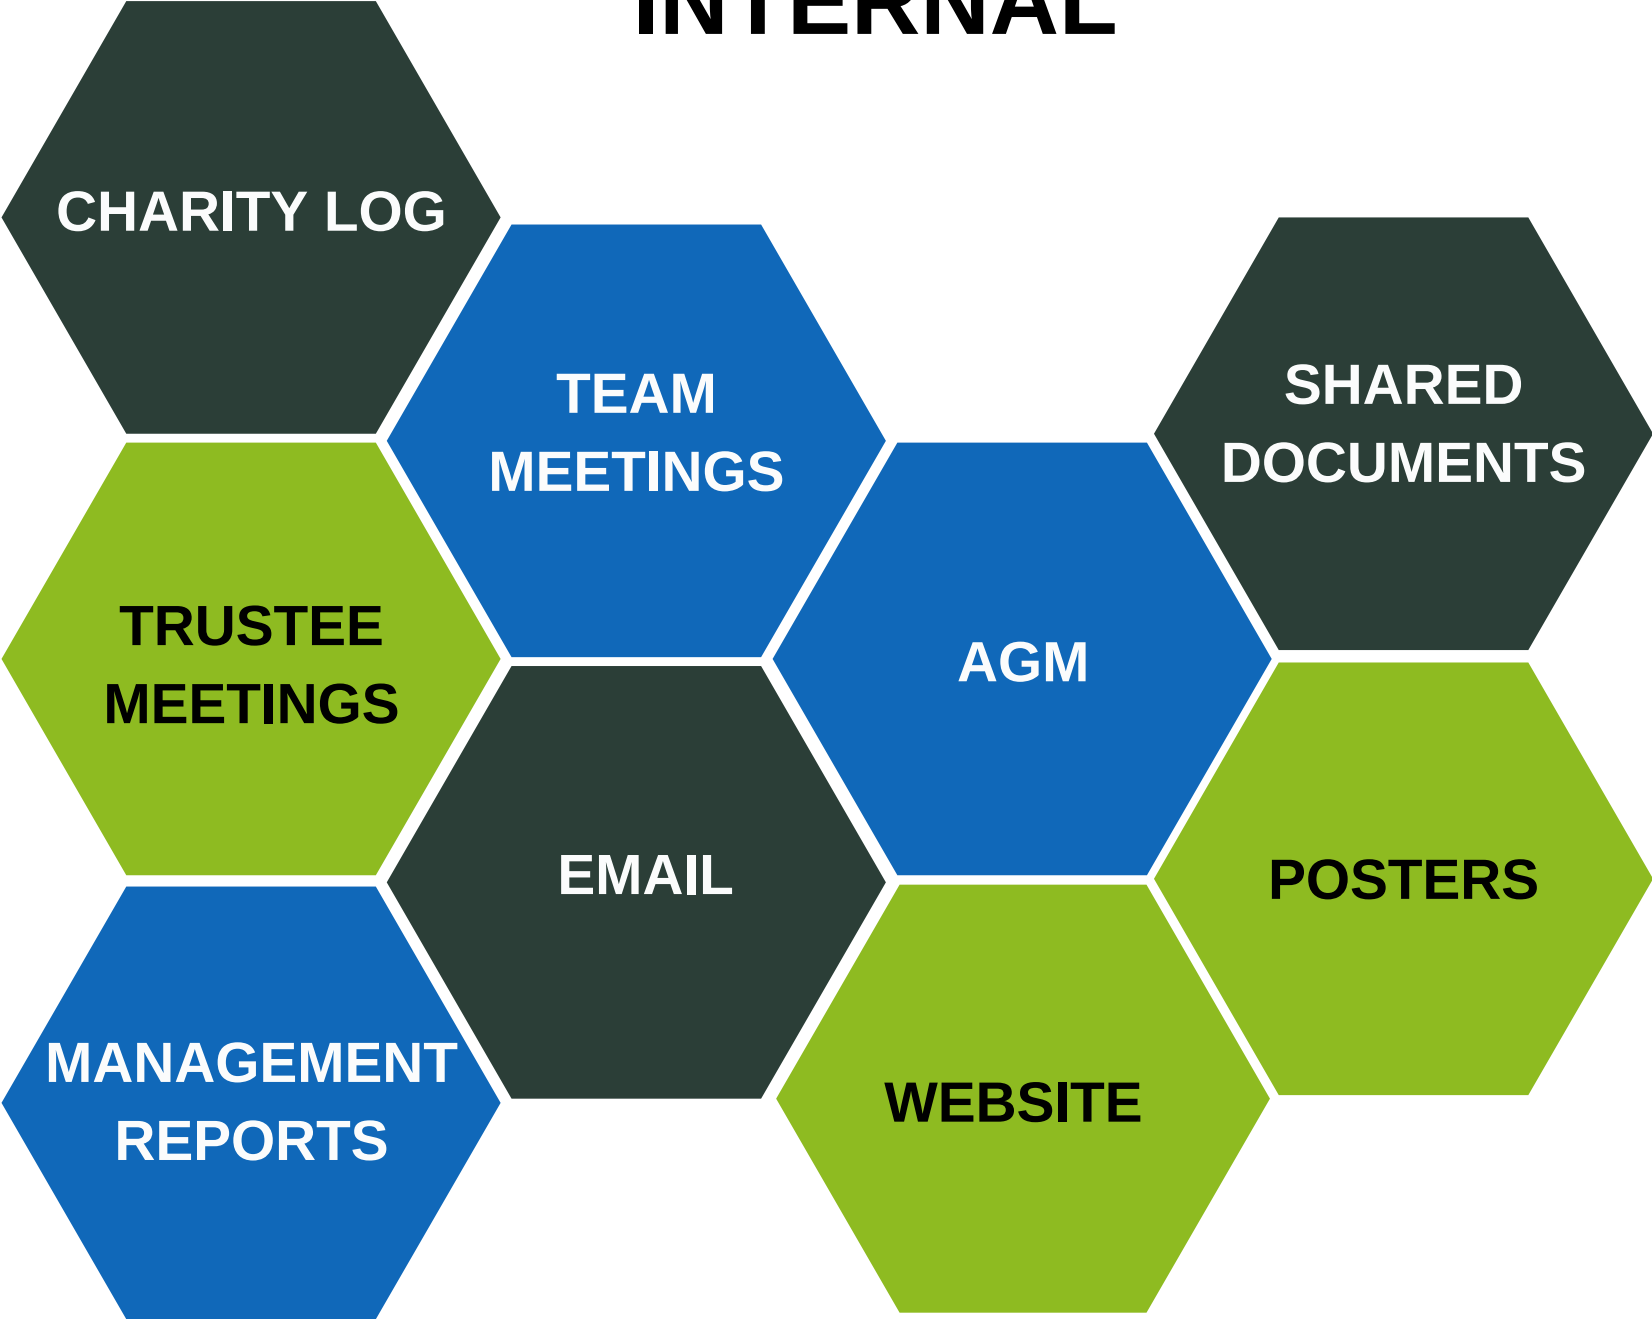 INTERNAL
CHARITY LOG
TEAM
MEETINGS
SHARED
DOCUMENTS
TRUSTEE
MEETINGS
AGM
EMAIL
POSTERS
MANAGEMENT
REPORTS
WEBSITE